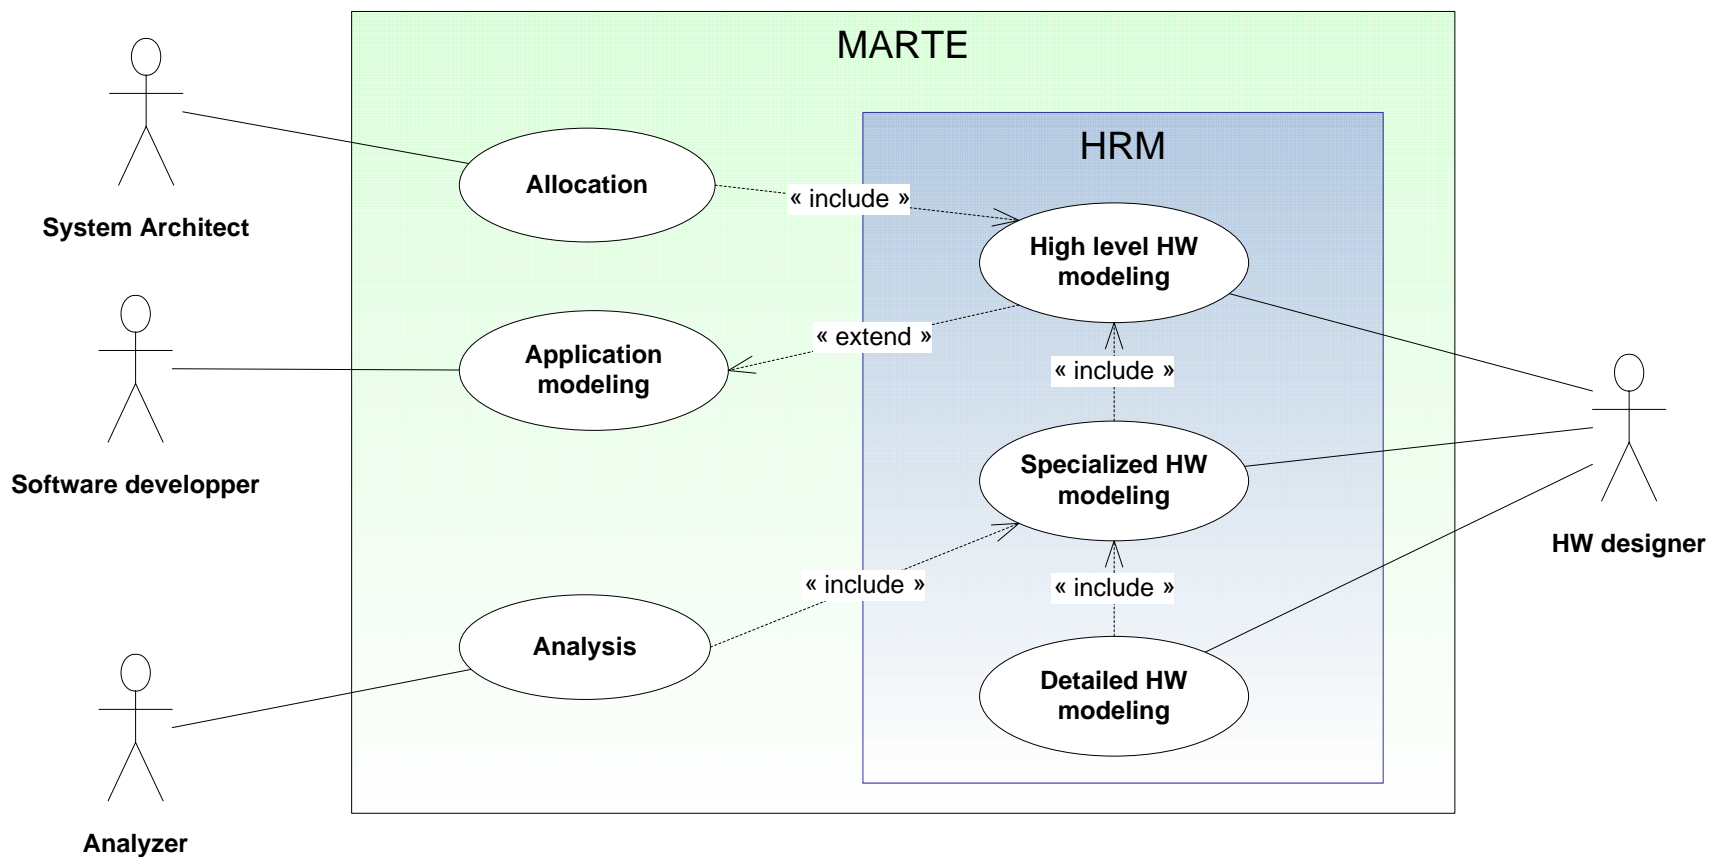 MARTE
HRM
System Architect
Allocation
« include »
High level HW
modeling
Software developper
Application
modeling
« extend »
« include »
Specialized HW
modeling
HW designer
Analyzer
Analysis
« include »
« include »
Detailed HW
modeling